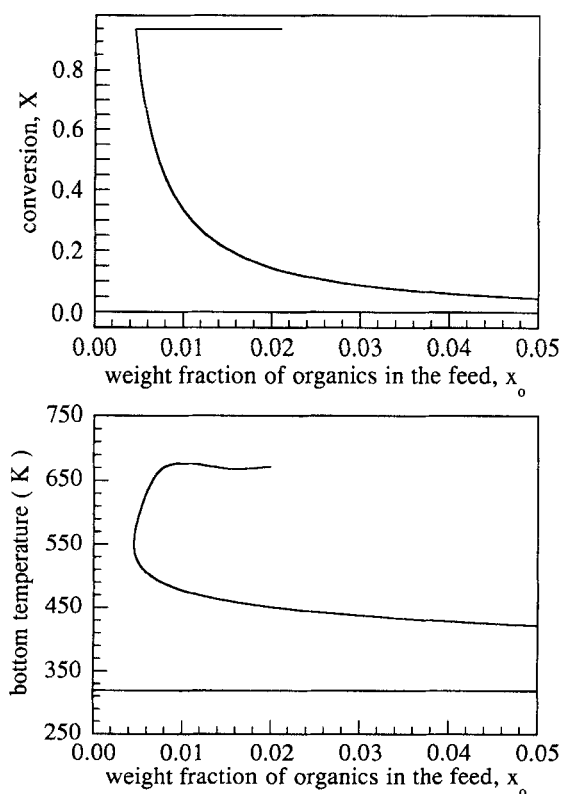 conversion, X
0.8
0.6
0.4
0.2
0.0
0.00 0.01 0.02 0.03 0.04 0.05
weight fraction of organics in the feed, x_o
bottom temperature ( K )
750
650
550
450
350
250
0.00 0.01 0.02 0.03 0.04 0.05
weight fraction of organics in the feed, x_o